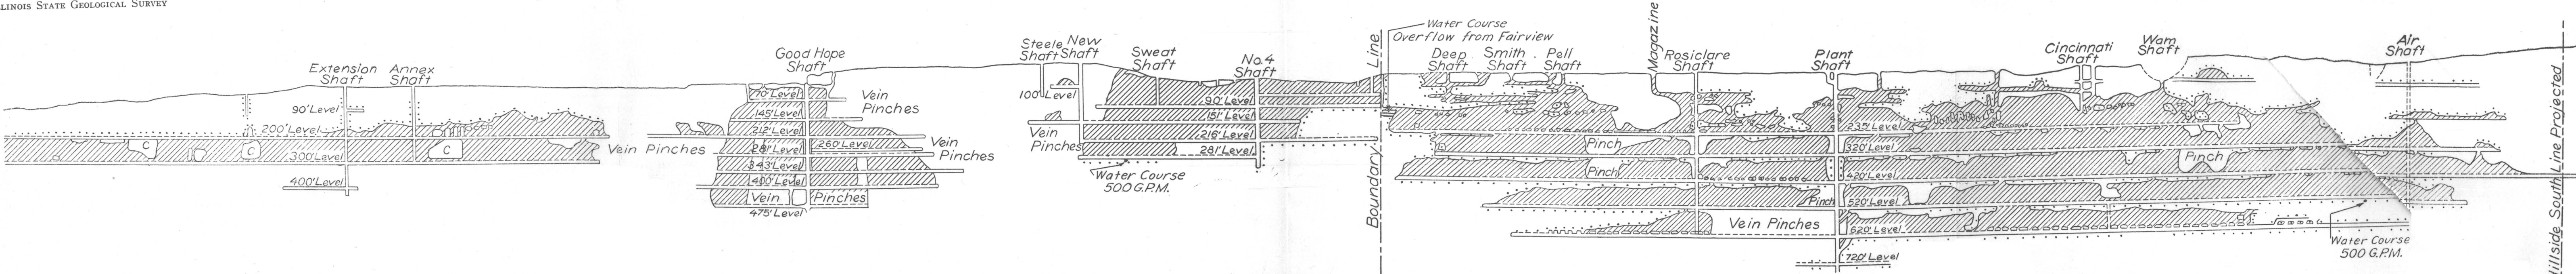 LLINOIS STATE GEOLOGICAL SURVEY
Extension
Shaft
Annex
Shaft
90' Level
200' Level
300' Level
400' Level
C
C
C
Good Hope
Shaft
70' Level
145' Level
212' Level
281' Level
260' Level
343' Level
400' Level
Vein Pinches
475' Level
Vein
Pinches
Vein
Pinches
Vein Pinches
Steele
Shaft
New
Shaft
Sweat
Shaft
No. 4
Shaft
100' Level
Vein
Pinches
90' Level
151' Level
216' Level
281' Level
Water Course
500 G.P.M.
Boundary Line
Water Course
Overflow from Fairview
Deep
Shaft
Smith
Shaft
Pell
Shaft
Magazine
Rosiclare
Shaft
Plant
Shaft
Cincinnati
Shaft
Wam
Shaft
Air
Shaft
235' Level
320' Level
420' Level
520' Level
620' Level
720' Level
Pinch
Pinch
Pinch
Pinch
Vein Pinches
Water Course
500 G.P.M.
Hillside South Line Projected